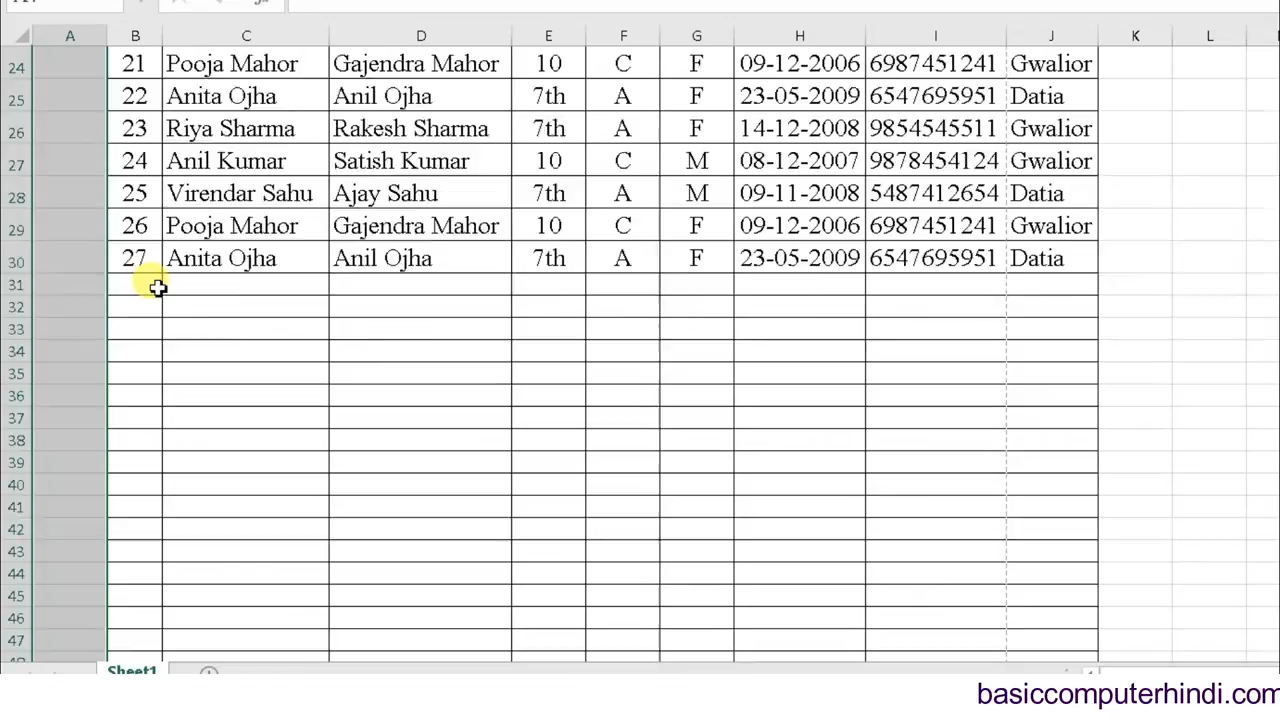 A B C D E F G H I J K L
24 21 Pooja Mahor Gajendra Mahor 10 C F 09-12-2006 6987451241 Gwalior
25 22 Anita Ojha Anil Ojha 7th A F 23-05-2009 6547695951 Datia
26 23 Riya Sharma Rakesh Sharma 7th A F 14-12-2008 9854545511 Gwalior
27 24 Anil Kumar Satish Kumar 10 C M 08-12-2007 9878454124 Gwalior
28 25 Virendar Sahu Ajay Sahu 7th A M 09-11-2008 5487412654 Datia
29 26 Pooja Mahor Gajendra Mahor 10 C F 09-12-2006 6987451241 Gwalior
30 27 Anita Ojha Anil Ojha 7th A F 23-05-2009 6547695951 Datia
31
32
33
34
35
36
37
38
39
40
41
42
43
44
45
46
47
Sheet1
basiccomputerhindi.com